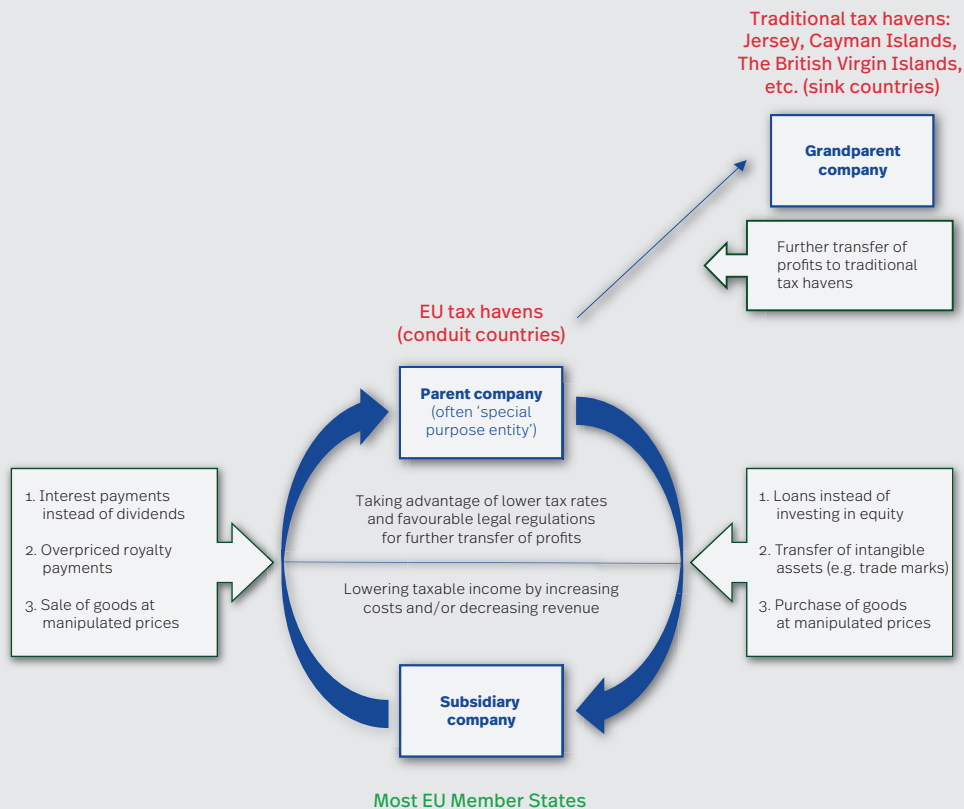 Traditional tax havens:
Jersey, Cayman Islands,
The British Virgin Islands,
etc. (sink countries)
Grandparent
company
Further transfer of
profits to traditional
tax havens
EU tax havens
(conduit countries)
Parent company
(often ‘special
purpose entity’)
1. Interest payments
instead of dividends
2. Overpriced royalty
payments
3. Sale of goods at
manipulated prices
Taking advantage of lower tax rates
and favourable legal regulations
for further transfer of profits
Lowering taxable income by increasing
costs and/or decreasing revenue
1. Loans instead of
investing in equity
2. Transfer of intangible
assets (e.g. trade marks)
3. Purchase of goods
at manipulated prices
Subsidiary
company
Most EU Member States